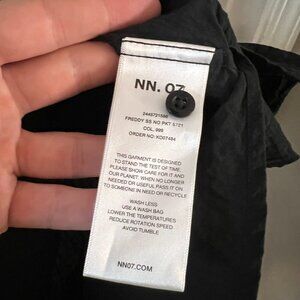 NN. 07
2440721586
FREDDY SS NO PKT 5721
COL. 999
ORDER NO: KO07484
THIS GARMENT IS DESIGNED
TO STAND THE TEST OF TIME.
PLEASE SHOW CARE FOR IT AND
OUR PLANET. WHEN NO LONGER
NEEDED OR USEFUL PASS IT ON
TO SOMEONE IN NEED OR RECYCLE
WASH LESS
USE A WASH BAG
LOWER THE TEMPERATURES
REDUCE ROTATION SPEED
AVOID TUMBLE
NN07.COM